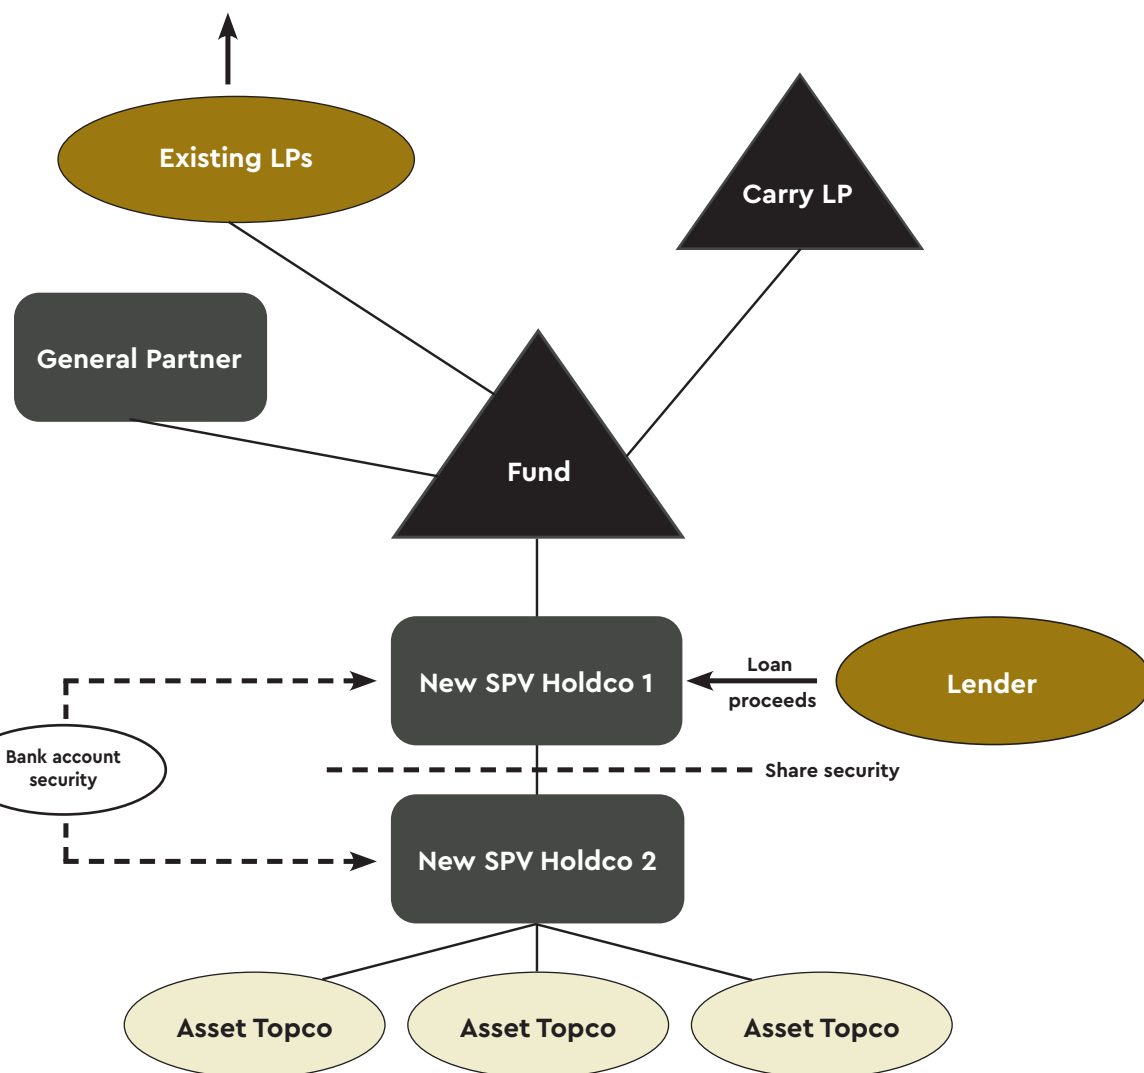 Existing LPs
Carry LP
General Partner
Fund
New SPV Holdco 1
Loan
proceeds
Lender
Bank account
security
Share security
New SPV Holdco 2
Asset Topco
Asset Topco
Asset Topco